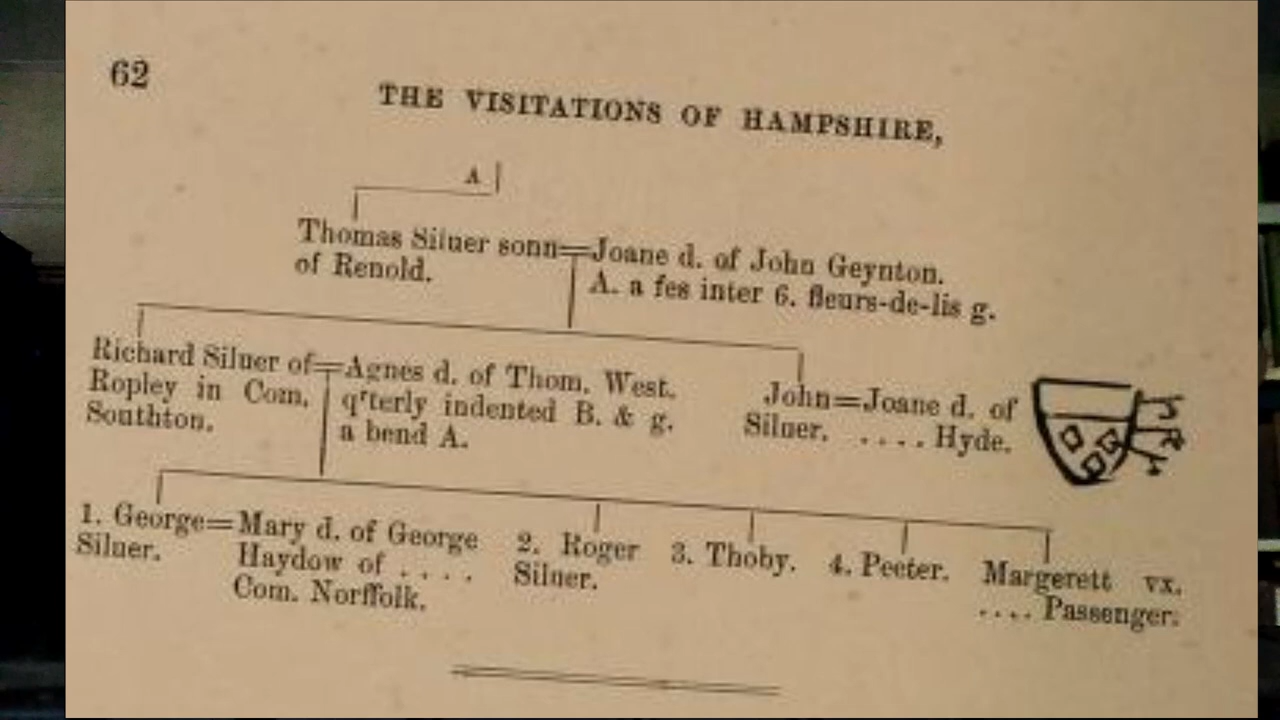 62
THE VISITATIONS OF HAMPSHIRE,
A
Thomas Siluer sonn=Joane d. of John Geynton.
of Renold.
A. a fes inter 6. fleurs-de-lis g.
Richard Siluer of=Agnes d. of Thom. West.
Ropley in Com. q'terly indented B. & g.
Southton. a bend A.
John=Joane d. of
Siluer. .... Hyde.
1. George=Mary d. of George
Siluer. Haydow of ....
Com. Norffolk.
2. Roger
Siluer.
3. Thoby.
4. Peeter.
Margerett vx.
.... Passenger.